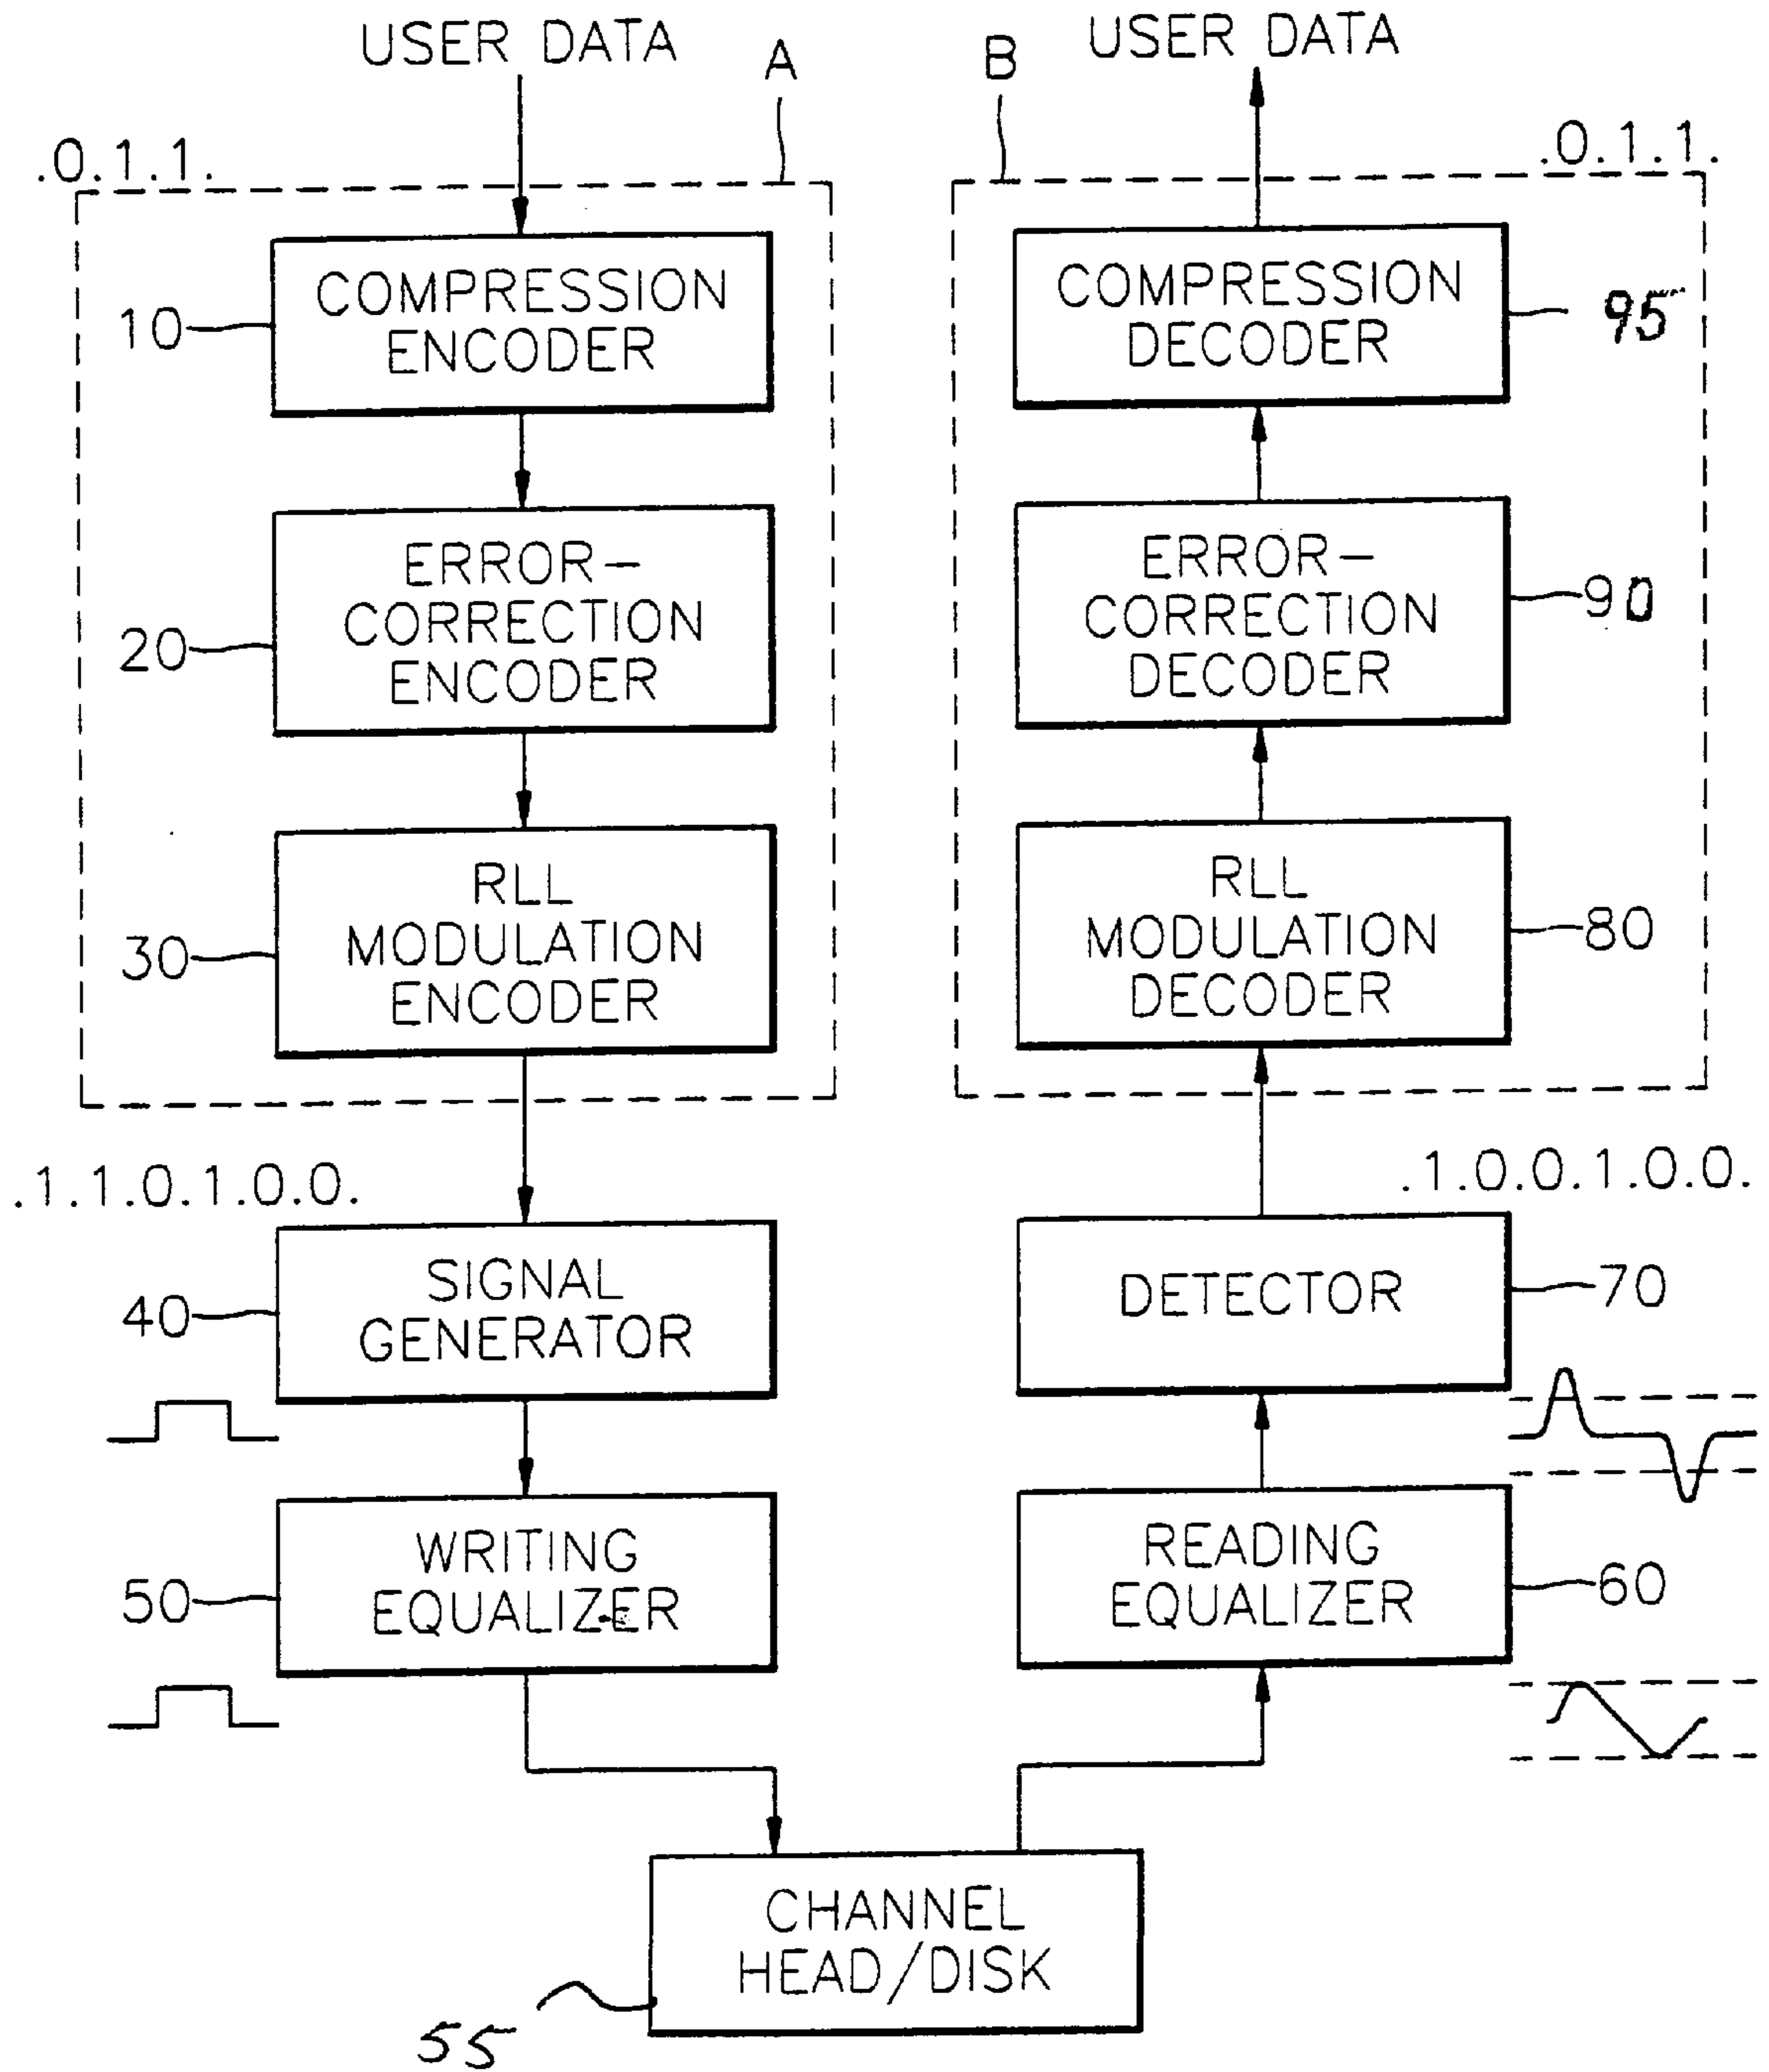 USER DATA
A
.0.1.1.
10
COMPRESSION
ENCODER
20
ERROR-
CORRECTION
ENCODER
30
RLL
MODULATION
ENCODER
.1.1.0.1.0.0.
40
SIGNAL
GENERATOR
50
WRITING
EQUALIZER
CHANNEL
HEAD/DISK
55
USER DATA
B
.0.1.1.
COMPRESSION
DECODER
95
ERROR-
CORRECTION
DECODER
90
RLL
MODULATION
DECODER
80
.1.0.0.1.0.0.
DETECTOR
70
READING
EQUALIZER
60